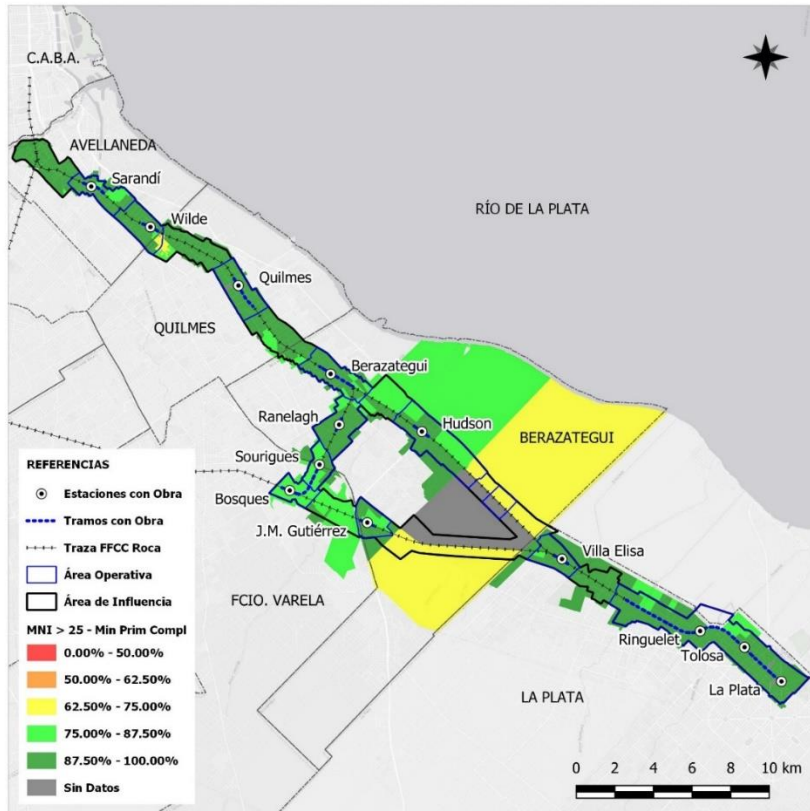 C.A.B.A.
AVELLANEDA
Sarandí
Wilde
RÍO DE LA PLATA
Quilmes
QUILMES
Berazategui
Ranelagh
Hudson
BERAZATEGUI
Sourigues
Bosques
J.M. Gutiérrez
Villa Elisa
FCIO. VARELA
Ringuelet
Tolosa
La Plata
LA PLATA
REFERENCIAS
Estaciones con Obra
Tramos con Obra
Traza FFCC Roca
Área Operativa
Área de Influencia
MNI > 25 - Min Prim Compl
0.00% - 50.00%
50.00% - 62.50%
62.50% - 75.00%
75.00% - 87.50%
87.50% - 100.00%
Sin Datos
0 2 4 6 8 10 km